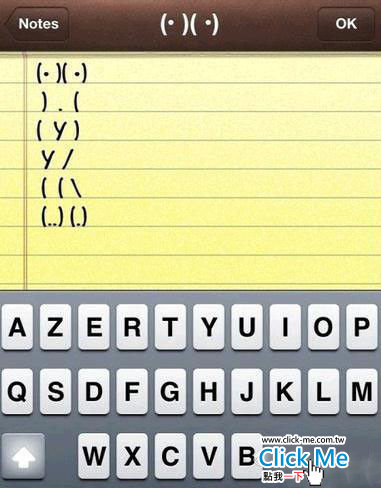 Notes
(• )( •)
OK
(• )( •)
) . (
( y )
y /
( ( \
(..) (.)
A Z E R T Y U I O P
Q S D F G H J K L M
W X C V B
www.click-me.com.tw
Click Me
點我一下